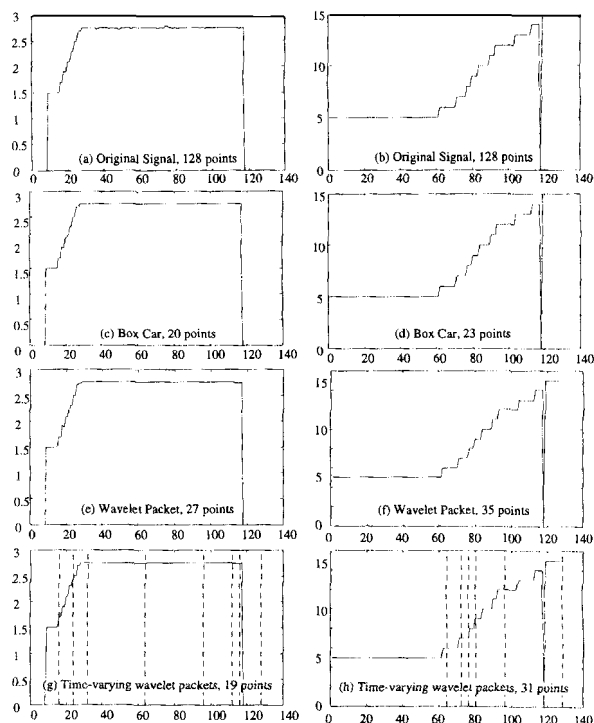 3
2.5
2
1.5
1
0.5
0
(a) Original Signal, 128 points
0 20 40 60 80 100 120 140
15
10
5
0
(b) Original Signal, 128 points
0 20 40 60 80 100 120 140
3
2.5
2
1.5
1
0.5
0
(c) Box Car, 20 points
0 20 40 60 80 100 120 140
15
10
5
0
(d) Box Car, 23 points
0 20 40 60 80 100 120 140
3
2.5
2
1.5
1
0.5
0
(e) Wavelet Packet, 27 points
0 20 40 60 80 100 120 140
15
10
5
0
(f) Wavelet Packet, 35 points
0 20 40 60 80 100 120 140
3
2.5
2
1.5
1
0.5
0
(g) Time-varying wavelet packets, 19 points
0 20 40 60 80 100 120 140
15
10
5
0
(h) Time-varying wavelet packets, 31 points
0 20 40 60 80 100 120 140